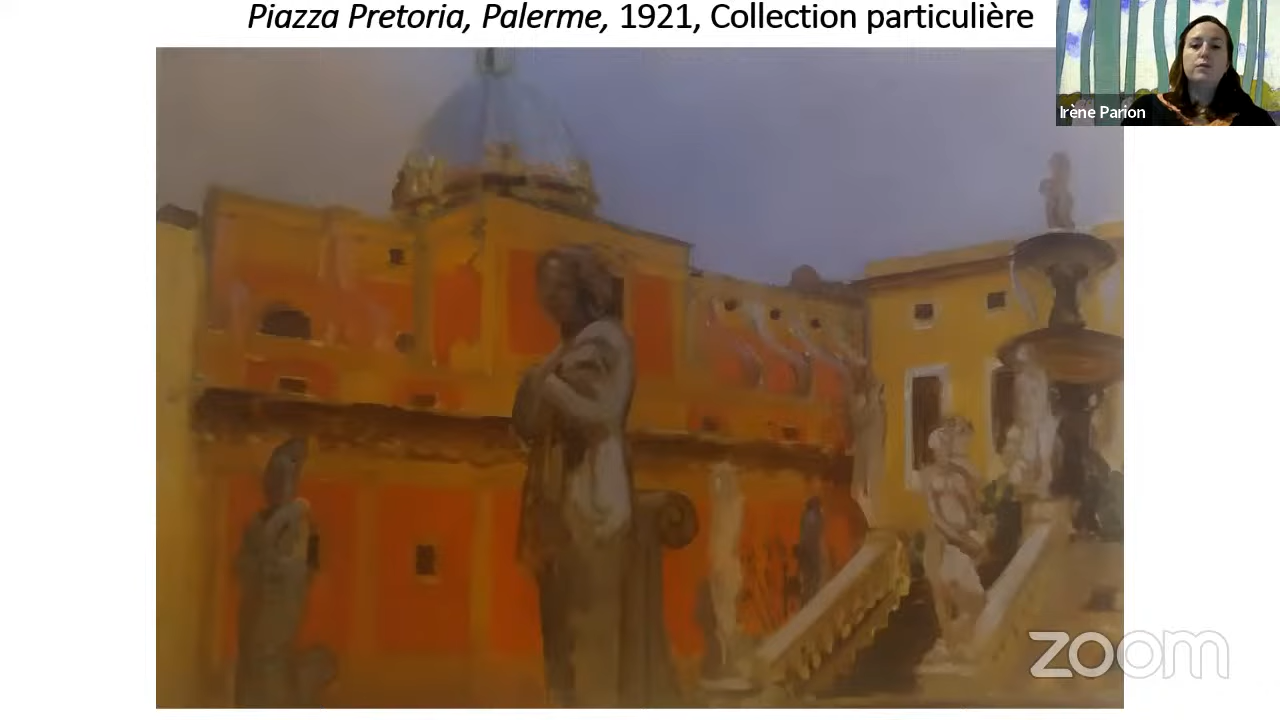 Piazza Pretoria, Palerme, 1921, Collection particulière
Irène Parion
zoom